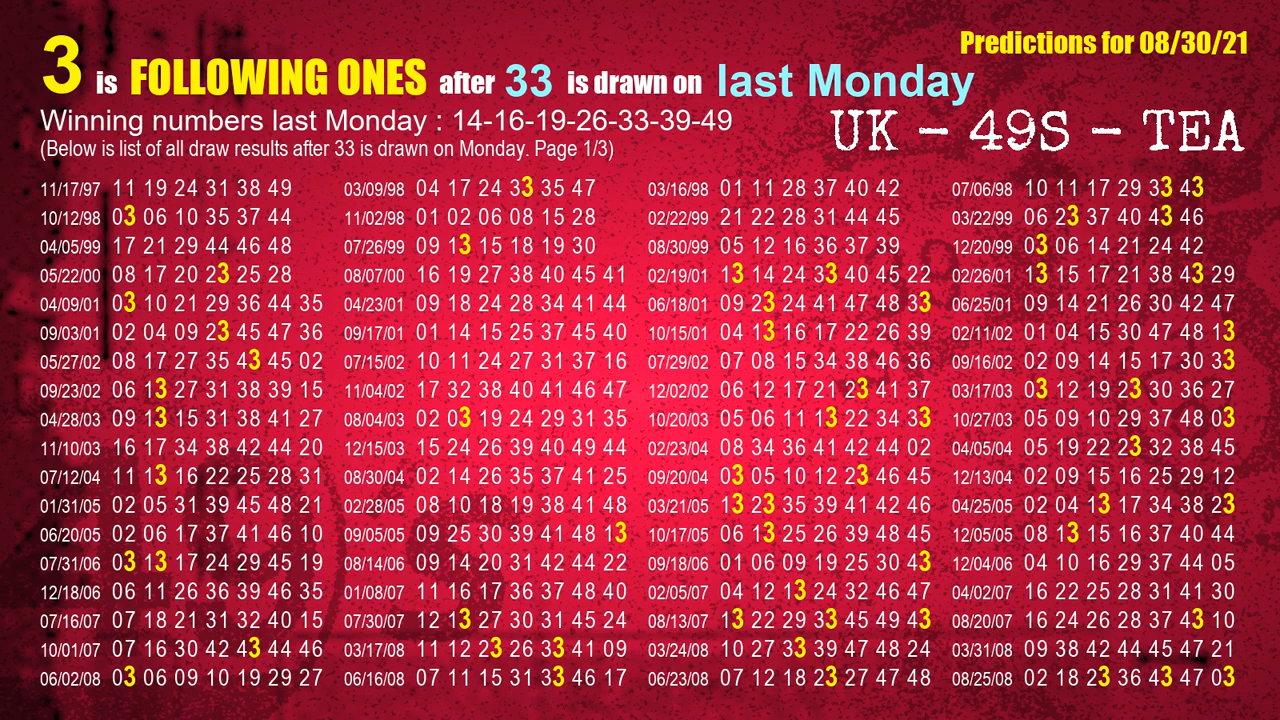 Predictions for 08/30/21
3 is FOLLOWING ONES after 33 is drawn on last Monday
Winning numbers last Monday : 14-16-19-26-33-39-49
UK - 49S - TEA
(Below is list of all draw results after 33 is drawn on Monday. Page 1/3)
11/17/97 11 19 24 31 38 49 03/09/98 04 17 24 33 35 47 03/16/98 01 11 28 37 40 42 07/06/98 10 11 17 29 33 43
10/12/98 03 06 10 35 37 44 11/02/98 01 02 06 08 15 28 02/22/99 21 22 28 31 44 45 03/22/99 06 23 37 40 43 46
04/05/99 17 21 29 44 46 48 07/26/99 09 13 15 18 19 30 08/30/99 05 12 16 36 37 39 12/20/99 03 06 14 21 24 42
05/22/00 08 17 20 23 25 28 08/07/00 16 19 27 38 40 45 41 02/19/01 13 14 24 33 40 45 22 02/26/01 13 15 17 21 38 43 29
04/09/01 03 10 21 29 36 44 35 04/23/01 09 18 24 28 34 41 44 06/18/01 09 23 24 41 47 48 33 06/25/01 09 14 21 26 30 42 47
09/03/01 02 04 09 23 45 47 36 09/17/01 01 14 15 25 37 45 40 10/15/01 04 13 16 17 22 26 39 02/11/02 01 04 15 30 47 48 13
05/27/02 08 17 27 35 43 45 02 07/15/02 10 11 24 27 31 37 16 07/29/02 07 08 15 34 38 46 36 09/16/02 02 09 14 15 17 30 33
09/23/02 06 13 27 31 38 39 15 11/04/02 17 32 38 40 41 46 47 12/02/02 06 12 17 21 23 41 37 03/17/03 03 12 19 23 30 36 27
04/28/03 09 13 15 31 38 41 27 08/04/03 02 03 19 24 29 31 35 10/20/03 05 06 11 13 22 34 33 10/27/03 05 09 10 29 37 48 03
11/10/03 16 17 34 38 42 44 20 12/15/03 15 24 26 39 40 49 44 02/23/04 08 34 36 41 42 44 02 04/05/04 05 19 22 23 32 38 45
07/12/04 11 13 16 22 25 28 31 08/30/04 02 14 26 35 37 41 25 09/20/04 03 05 10 12 23 46 45 12/13/04 02 09 15 16 25 29 12
01/31/05 02 05 31 39 45 48 21 02/28/05 08 10 18 19 38 41 48 03/21/05 13 23 35 39 41 42 46 04/25/05 02 04 13 17 34 38 23
06/20/05 02 06 17 37 41 46 10 09/05/05 09 25 30 39 41 48 13 10/17/05 06 13 25 26 39 48 45 12/05/05 08 13 15 16 37 40 44
07/31/06 03 13 17 24 29 45 19 08/14/06 09 14 20 31 42 44 22 09/18/06 01 06 09 19 25 30 43 12/04/06 04 10 16 29 37 44 05
12/18/06 06 11 26 36 39 46 35 01/08/07 11 16 17 36 37 48 40 02/05/07 04 12 13 24 32 46 47 04/02/07 16 22 25 28 31 41 30
07/16/07 07 18 21 31 32 40 15 07/30/07 12 13 27 30 31 45 24 08/13/07 13 22 29 33 45 49 43 08/20/07 16 24 26 28 37 43 10
10/01/07 07 16 30 42 43 44 46 03/17/08 11 12 23 26 33 41 09 03/24/08 10 27 33 39 47 48 24 03/31/08 09 38 42 44 45 47 21
06/02/08 03 06 09 10 19 29 27 06/16/08 07 11 15 31 33 46 17 06/23/08 07 12 18 23 27 47 48 08/25/08 02 18 23 36 43 47 03